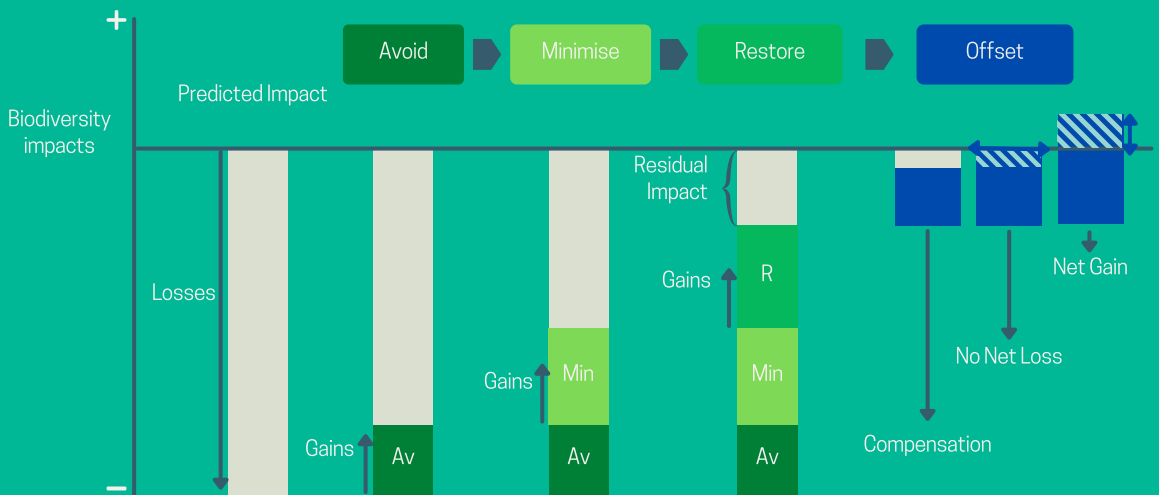 +
Avoid
Minimise
Restore
Offset
Predicted Impact
Biodiversity
impacts
Residual
Impact
Losses
Gains
R
Net Gain
No Net Loss
Gains
Min
Min
Compensation
Gains
Av
Av
Av
−